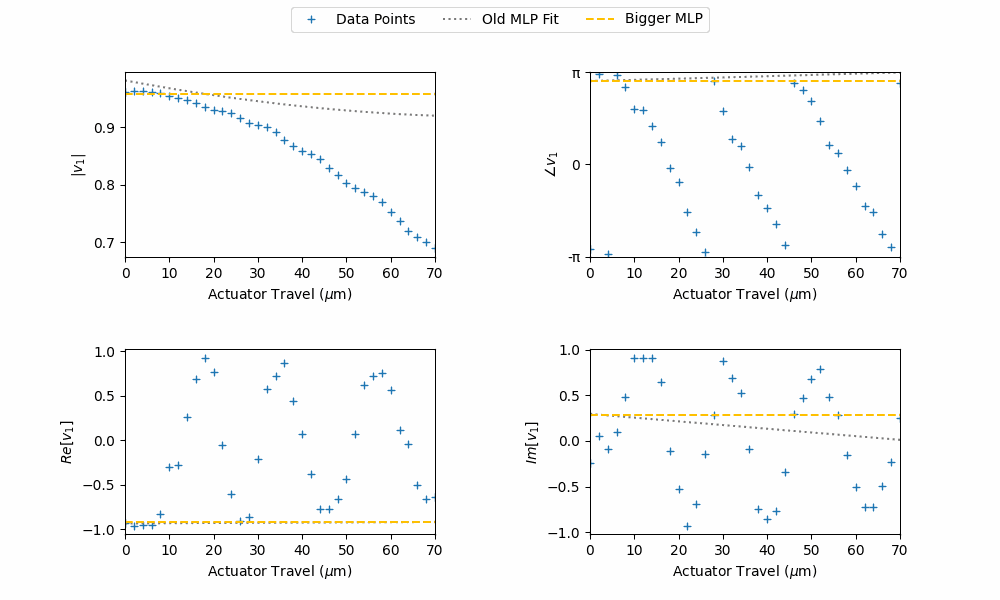 Data Points Old MLP Fit Bigger MLP
0.9
0.8
0.7
|v₁|
0 10 20 30 40 50 60 70
Actuator Travel (μm)
π
0
-π
∠v₁
0 10 20 30 40 50 60 70
Actuator Travel (μm)
1.0
0.5
0.0
−0.5
−1.0
Re[v₁]
0 10 20 30 40 50 60 70
Actuator Travel (μm)
1.0
0.5
0.0
−0.5
−1.0
Im[v₁]
0 10 20 30 40 50 60 70
Actuator Travel (μm)